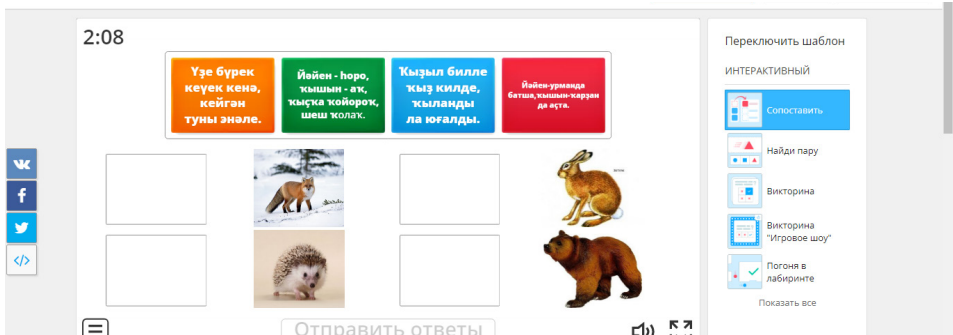 2:08
Үҙе бүрек
кеүек кенә,
кейгән
туны энәле.
Йәйен - һоро,
ҡышын - аҡ,
ҡыҫҡа ҡойороҡ,
шеш ҡолаҡ.
Ҡыҙыл билле
ҡыҙ килде,
ҡыланды
ла юғалды.
Йәйен-урманда
батша,ҡышын-ҡарҙан
да аҫта.
Отправить ответы
Переключить шаблон
ИНТЕРАКТИВНЫЙ
Сопоставить
Найди пару
Викторина
Викторина
"Игровое шоу"
Погоня в
лабиринте
Показать все